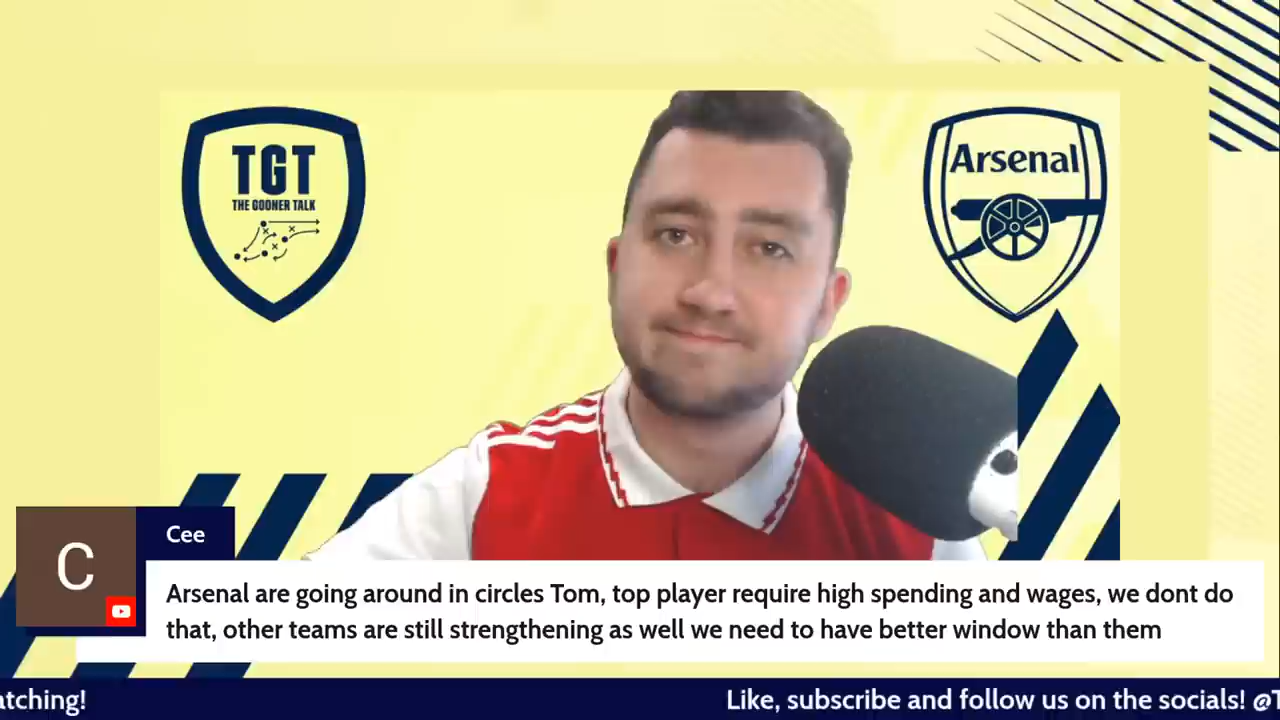 TGT
THE GOONER TALK
Arsenal
C
Cee
Arsenal are going around in circles Tom, top player require high spending and wages, we dont do
that, other teams are still strengthening as well we need to have better window than them
atching!
Like, subscribe and follow us on the socials! @T